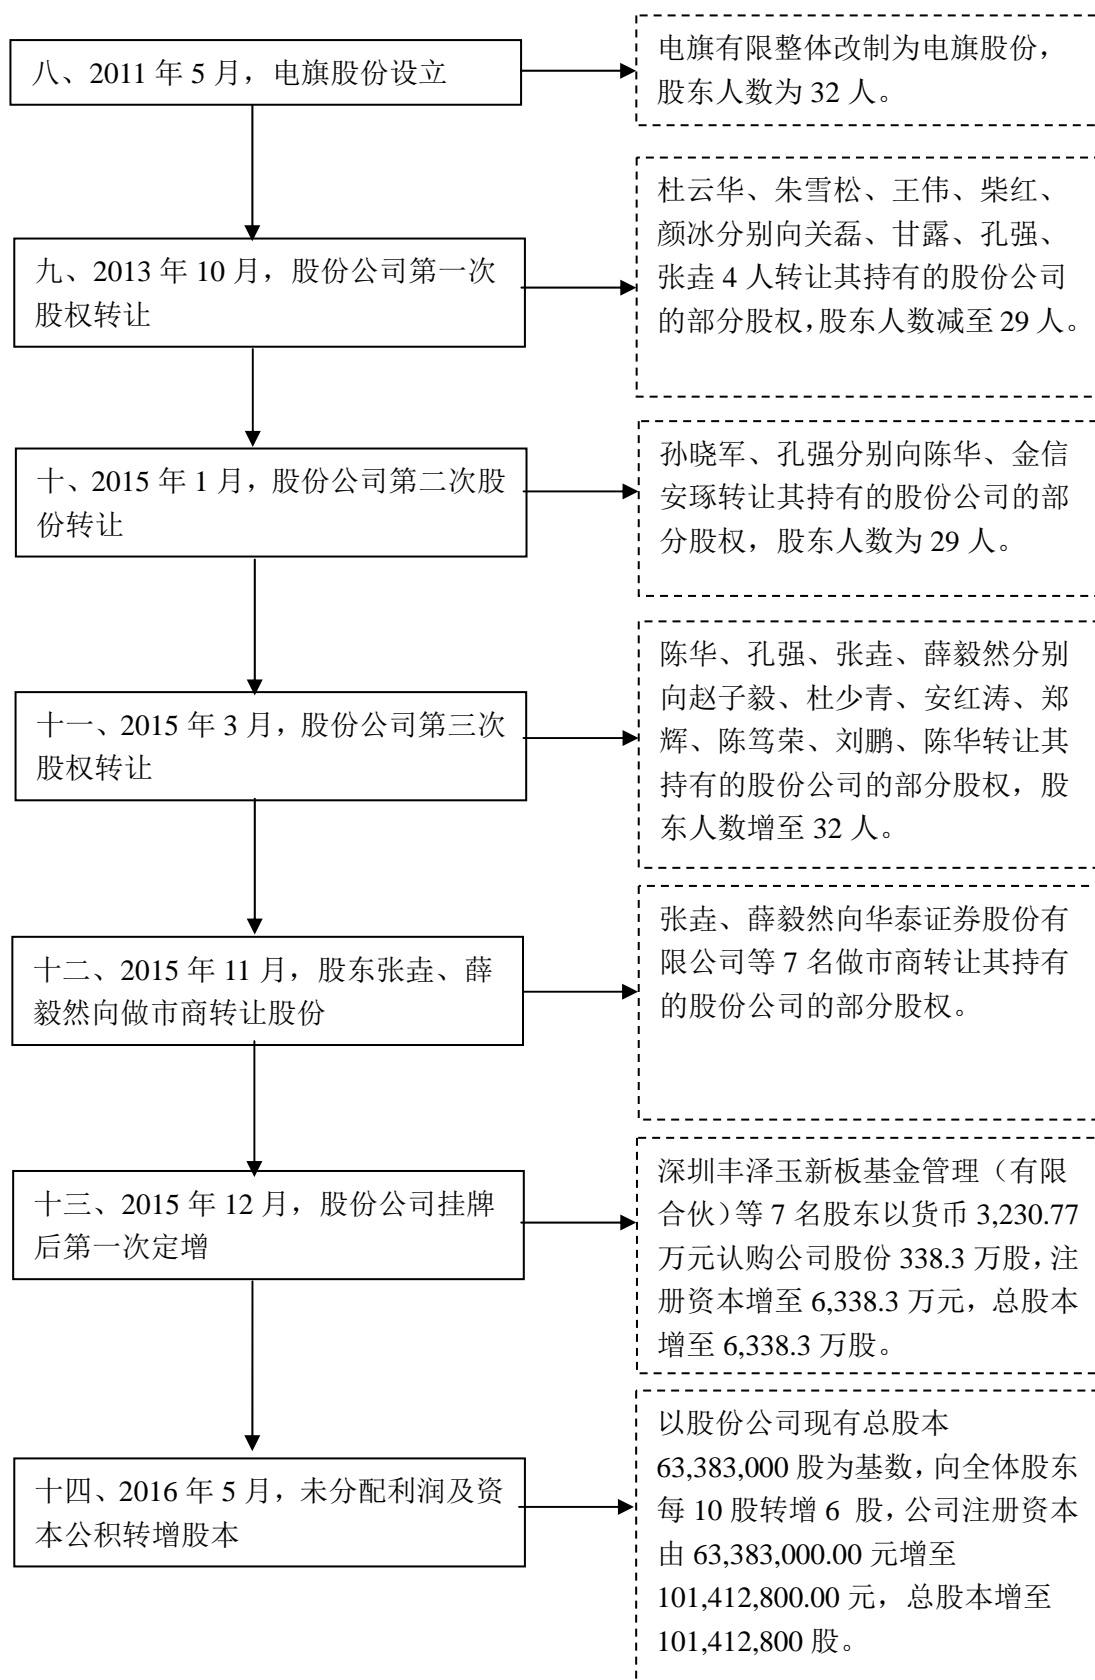 八、2011 年 5 月，电旗股份设立
电旗有限整体改制为电旗股份，
股东人数为 32 人。
九、2013 年 10 月，股份公司第一次
股权转让
杜云华、朱雪松、王伟、柴红、
颜冰分别向关磊、甘露、孔强、
张垚 4 人转让其持有的股份公司
的部分股权，股东人数减至 29 人。
十、2015 年 1 月，股份公司第二次股
份转让
孙晓军、孔强分别向陈华、金信
安琢转让其持有的股份公司的部
分股权，股东人数为 29 人。
十一、2015 年 3 月，股份公司第三次
股权转让
陈华、孔强、张垚、薛毅然分别
向赵子毅、杜少青、安红涛、郑
辉、陈笃荣、刘鹏、陈华转让其
持有的股份公司的部分股权，股
东人数增至 32 人。
十二、2015 年 11 月，股东张垚、薛
毅然向做市商转让股份
张垚、薛毅然向华泰证券股份有
限公司等 7 名做市商转让其持有
的股份公司的部分股权。
十三、2015 年 12 月，股份公司挂牌
后第一次定增
深圳丰泽玉新板基金管理（有限
合伙）等 7 名股东以货币 3,230.77
万元认购公司股份 338.3 万股，注
册资本增至 6,338.3 万元，总股本
增至 6,338.3 万股。
十四、2016 年 5 月，未分配利润及资
本公积转增股本
以股份公司现有总股本
63,383,000 股为基数，向全体股东
每 10 股转增 6 股，公司注册资本
由 63,383,000.00 元增至
101,412,800.00 元，总股本增至
101,412,800 股。